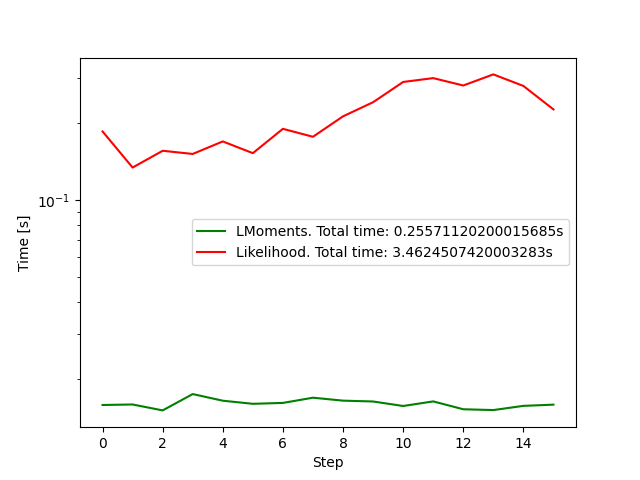 Time [s]
10⁻¹
LMoments. Total time: 0.25571120200015685s
Likelihood. Total time: 3.4624507420003283s
0 2 4 6 8 10 12 14
Step